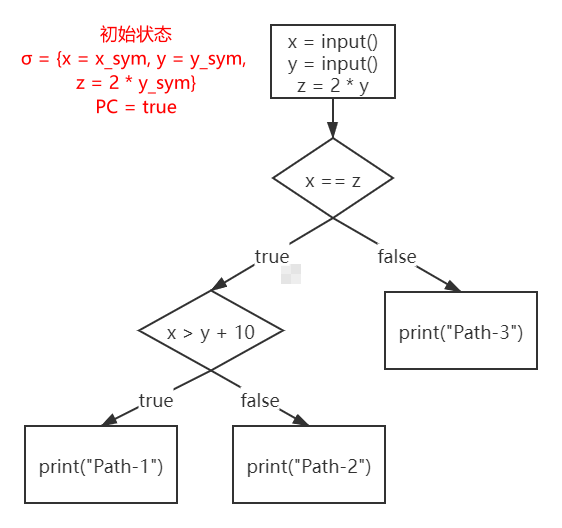 初始状态
σ = {x = x_sym, y = y_sym,
z = 2 * y_sym}
PC = true
x = input()
y = input()
z = 2 * y
x == z
true
false
x > y + 10
print("Path-3")
true
false
print("Path-1")
print("Path-2")